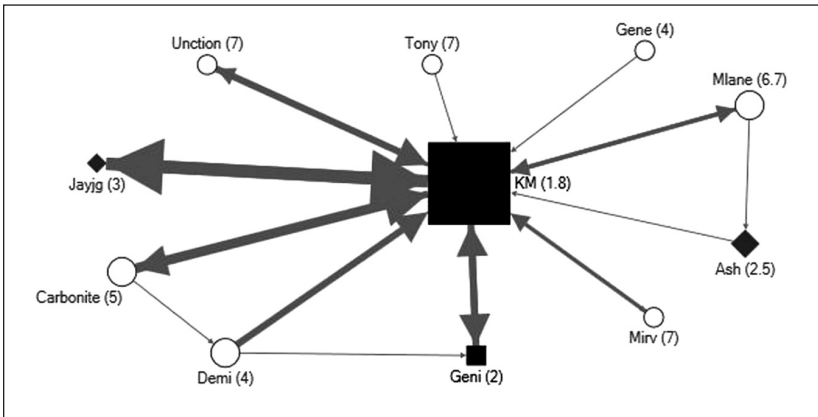 Unction (7)
Tony (7)
Gene (4)
Mlane (6.7)
Jayjg (3)
KM (1.8)
Carbonite (5)
Ash (2.5)
Mirv (7)
Demi (4)
Geni (2)